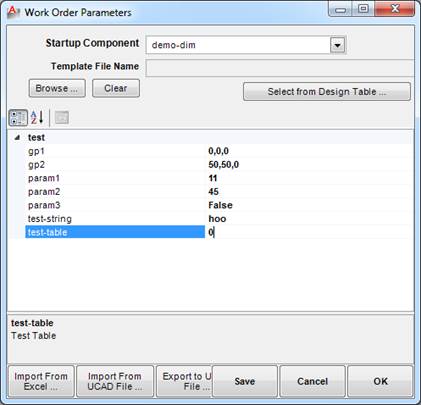 Work Order Parameters
Startup Component demo-dim
Template File Name
Browse ... Clear Select from Design Table ...
test
gp1 0,0,0
gp2 50,50,0
param1 11
param2 45
param3 False
test-string hoo
test-table 0
test-table
Test Table
Import From Excel ... Import From UCAD File ... Export to U File ... Save Cancel OK